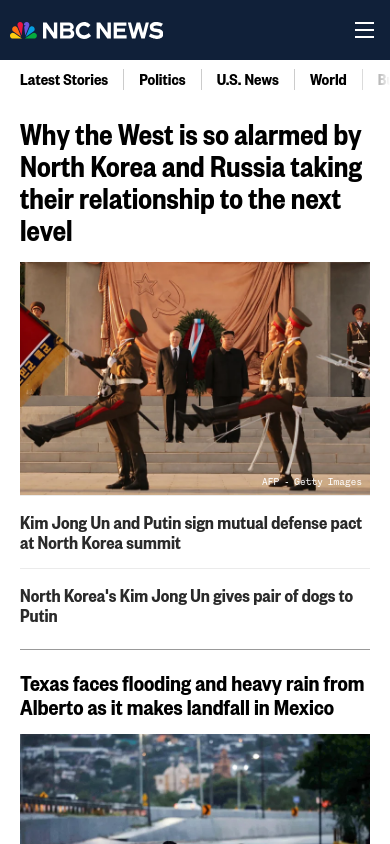 NBC NEWS
Latest Stories
Politics
U.S. News
World
Why the West is so alarmed by
North Korea and Russia taking
their relationship to the next
level
AFP - Getty Images
Kim Jong Un and Putin sign mutual defense pact
at North Korea summit
North Korea's Kim Jong Un gives pair of dogs to
Putin
Texas faces flooding and heavy rain from
Alberto as it makes landfall in Mexico